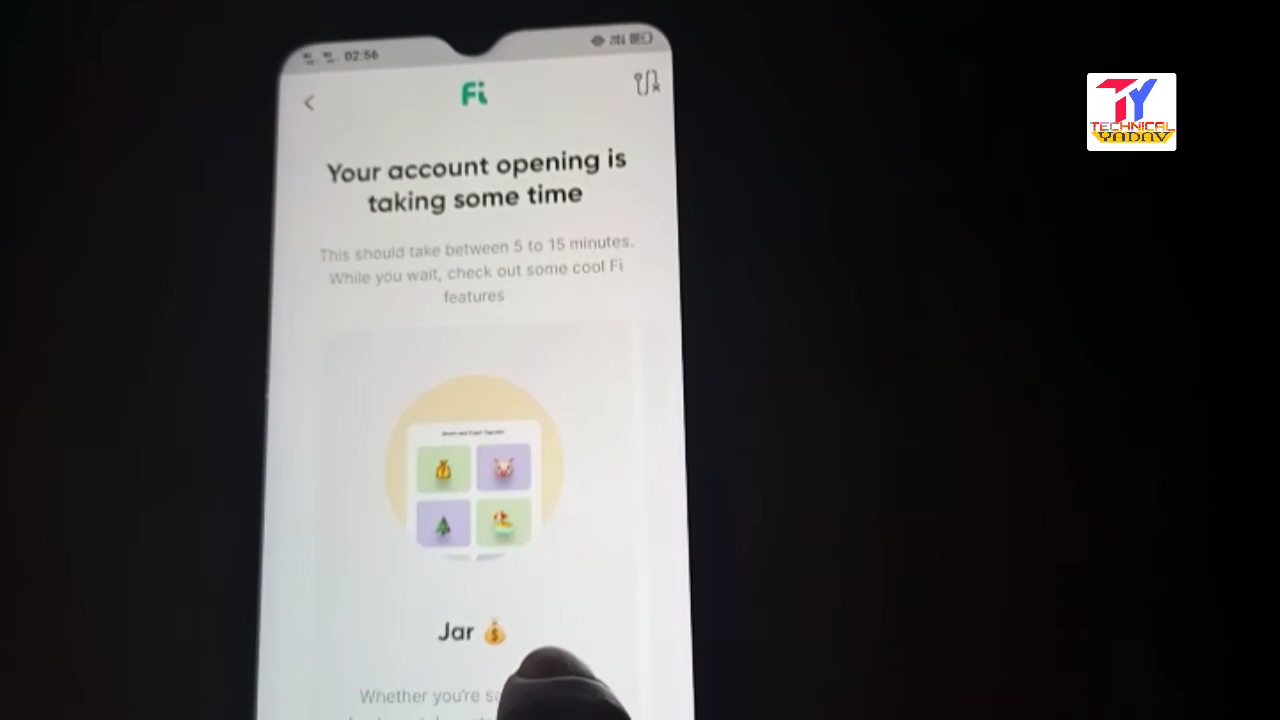 02:56
Fi
Your account opening is
taking some time
This should take between 5 to 15 minutes.
While you wait, check out some cool Fi
features
Jar
Whether you're
TY
TECHNICAL
YADAV